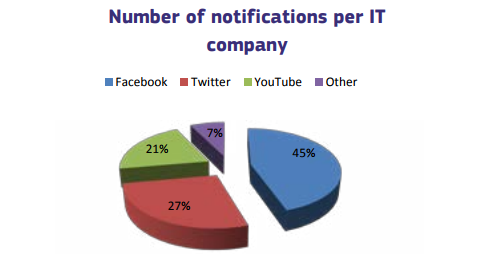 Number of notifications per IT
company
Facebook Twitter YouTube Other
7%
21%
45%
27%